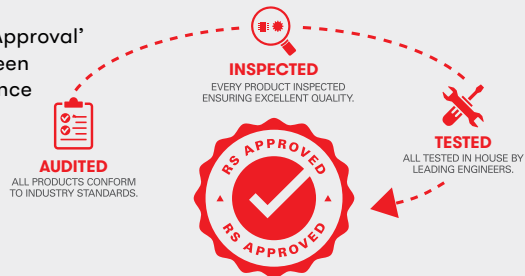 Approval’
een
nce
INSPECTED
EVERY PRODUCT INSPECTED
ENSURING EXCELLENT QUALITY.
AUDITED
ALL PRODUCTS CONFORM
TO INDUSTRY STANDARDS.
TESTED
ALL TESTED IN HOUSE BY
LEADING ENGINEERS.
RS APPROVED
RS APPROVED